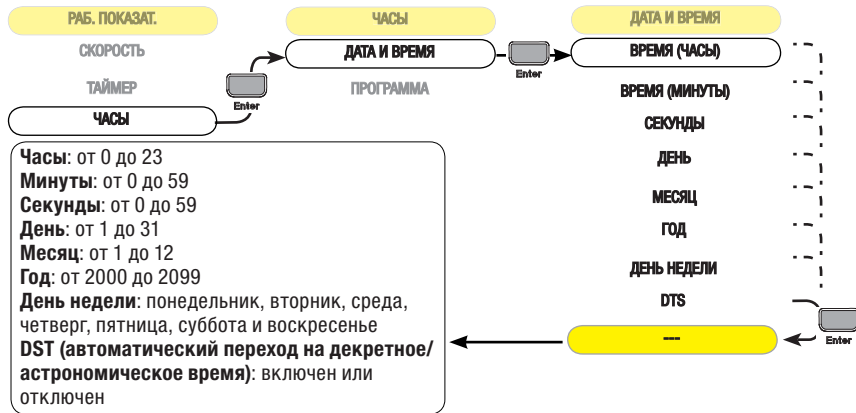 РАБ. ПОКАЗАТ.
СКОРОСТЬ
ТАЙМЕР
ЧАСЫ
Enter
ЧАСЫ
ДАТА И ВРЕМЯ
ПРОГРАММА
Enter
ДАТА И ВРЕМЯ
ВРЕМЯ (ЧАСЫ)
ВРЕМЯ (МИНУТЫ)
СЕКУНДЫ
ДЕНЬ
МЕСЯЦ
ГОД
ДЕНЬ НЕДЕЛИ
DTS
Enter
---
Часы: от 0 до 23
Минуты: от 0 до 59
Секунды: от 0 до 59
День: от 1 до 31
Месяц: от 1 до 12
Год: от 2000 до 2099
День недели: понедельник, вторник, среда,
четверг, пятница, суббота и воскресенье
DST (автоматический переход на декретное/
астрономическое время): включен или
отключен